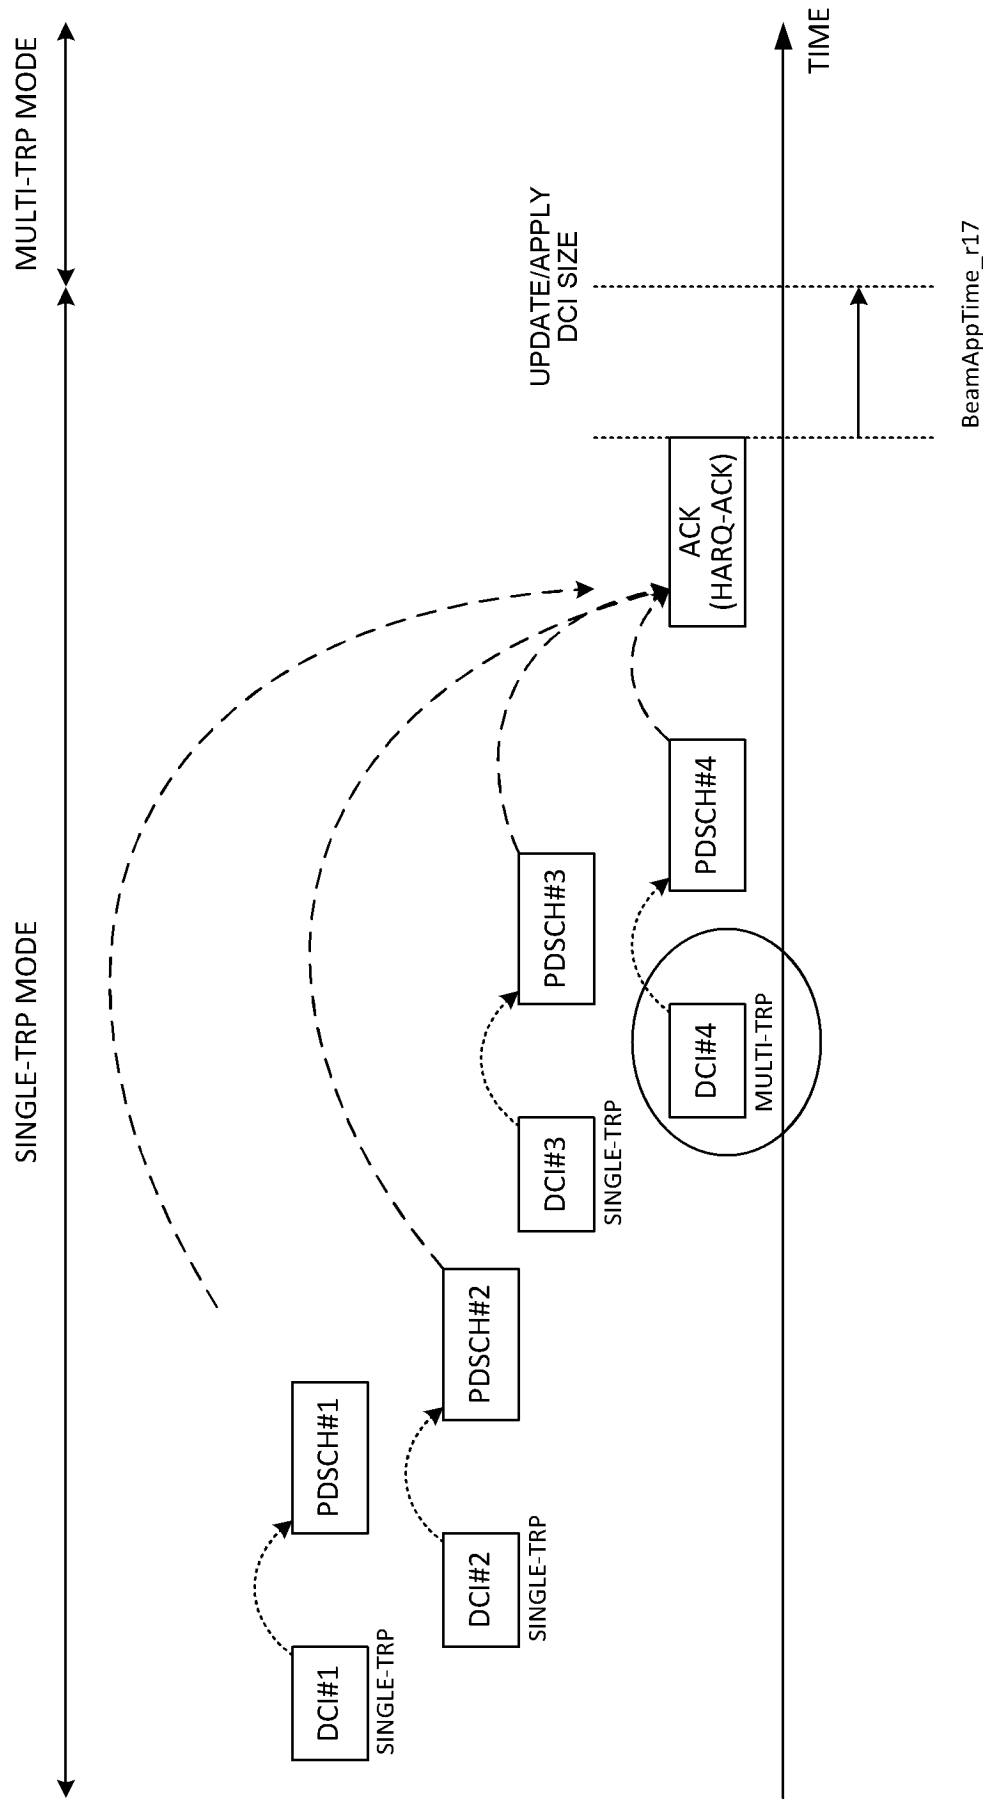 SINGLE-TRP MODE
MULTI-TRP MODE
DCI#1
SINGLE-TRP
PDSCH#1
DCI#2
SINGLE-TRP
PDSCH#2
DCI#3
SINGLE-TRP
PDSCH#3
DCI#4
MULTI-TRP
PDSCH#4
ACK
(HARQ-ACK)
UPDATE/APPLY
DCI SIZE
TIME
BeamAppTime_r17